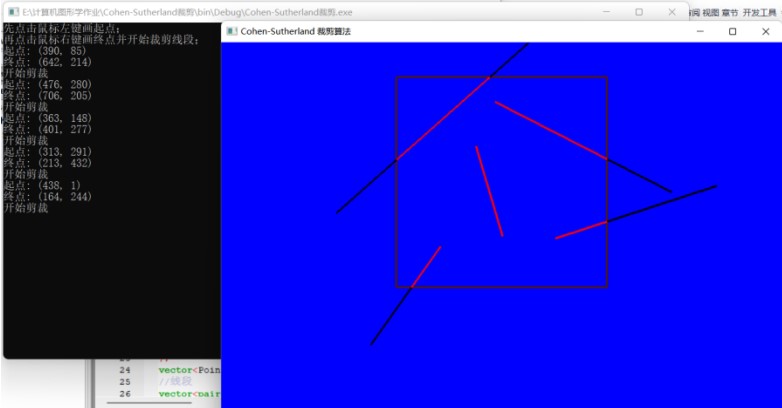 E:\计算机图形学作业\Cohen-Sutherland裁剪\bin\Debug\Cohen-Sutherland裁剪.exe
视图 章节 开发工具
先点击鼠标左键画起点;
再点击鼠标右键画终点并开始裁剪线段;
起点: (390, 85)
终点: (642, 214)
开始剪裁
起点: (476, 280)
终点: (706, 205)
开始剪裁
起点: (363, 148)
终点: (401, 277)
开始剪裁
起点: (313, 291)
终点: (213, 432)
开始剪裁
起点: (438, 1)
终点: (164, 244)
开始剪裁
Cohen-Sutherland 裁剪算法
24 vector<Poin
25 //线段
26 vector<pair